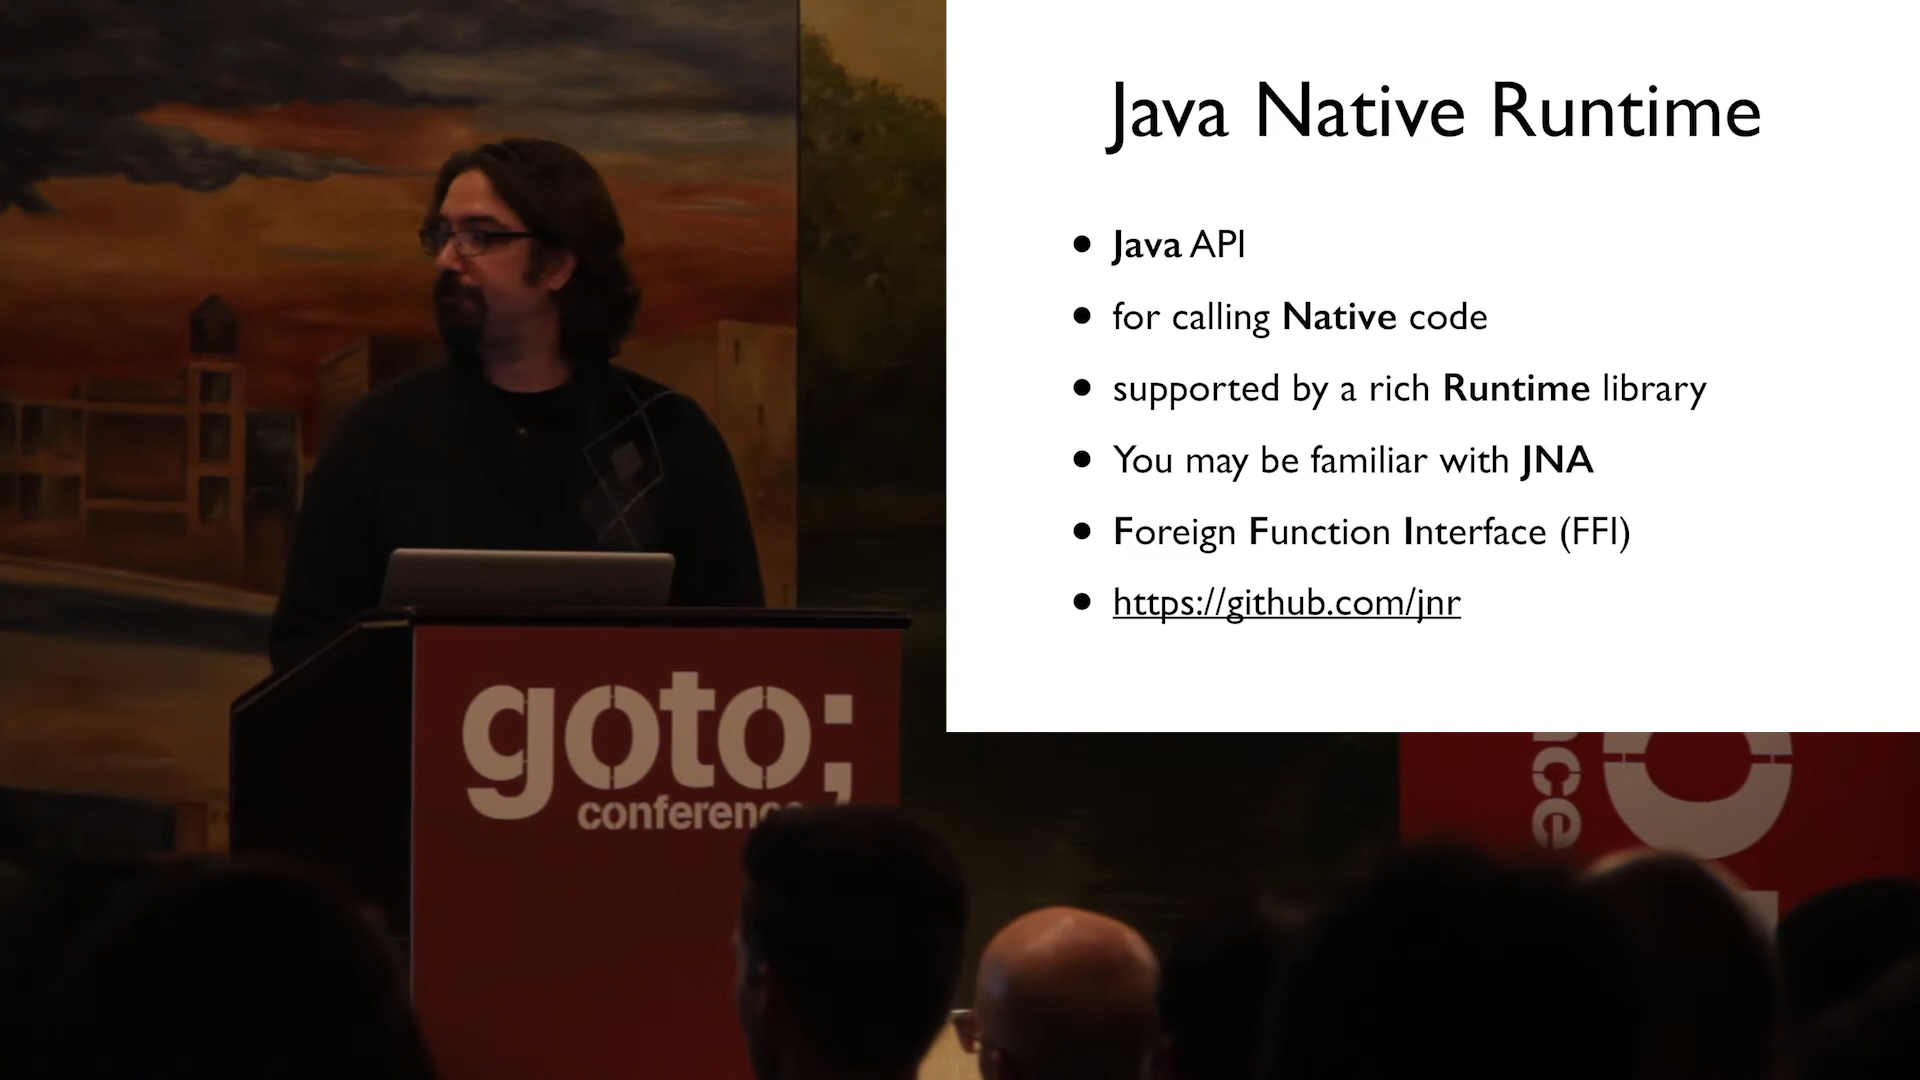 Java Native Runtime
Java API
for calling Native code
supported by a rich Runtime library
You may be familiar with JNA
Foreign Function Interface (FFI)
https://github.com/jnr
goto;
conference